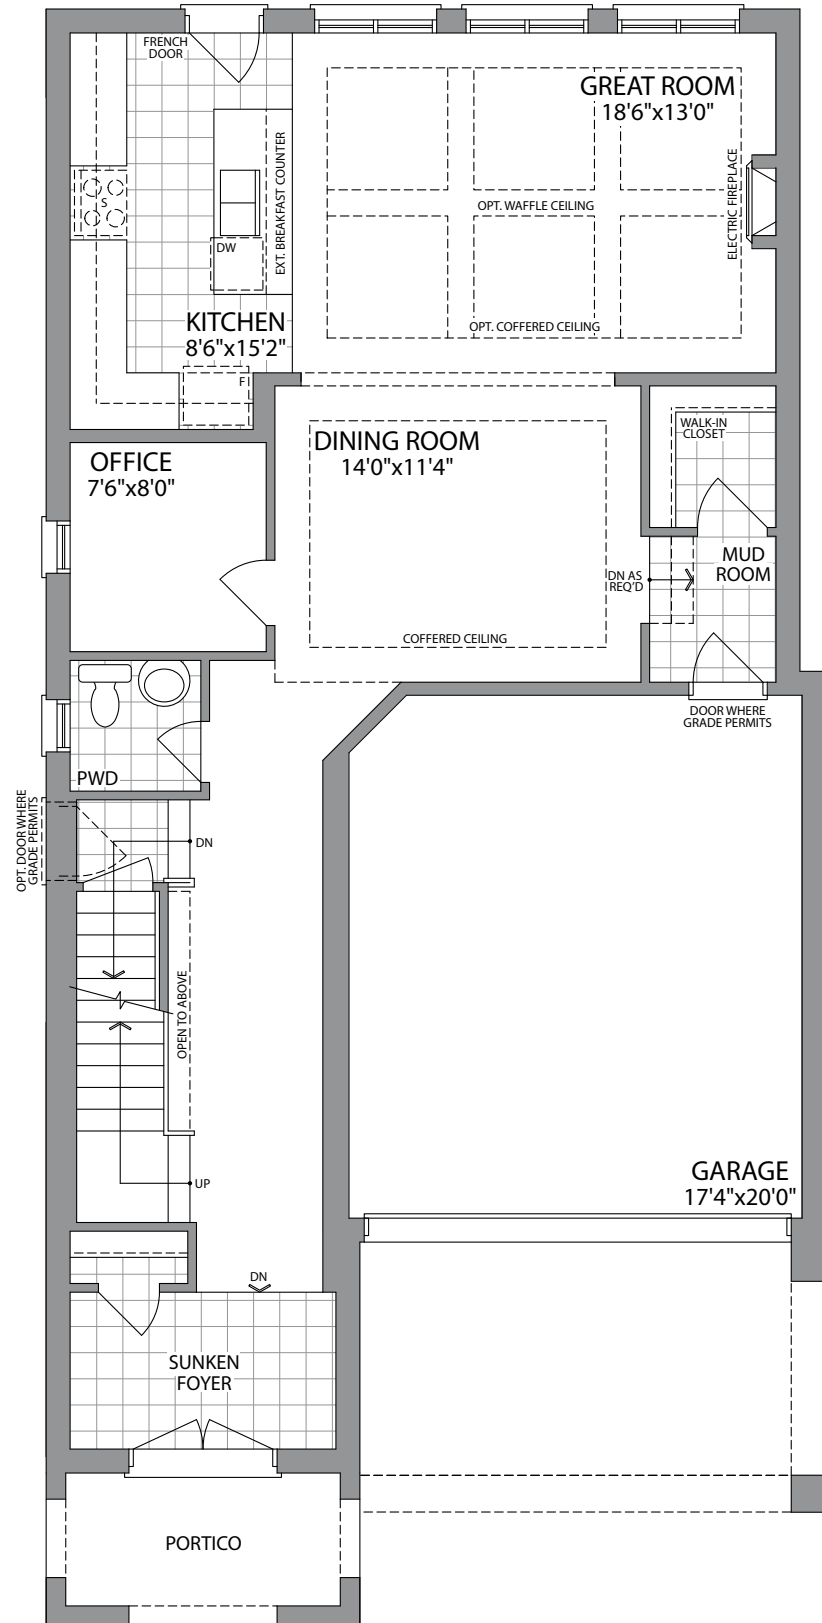 FRENCH
DOOR
GREAT ROOM
18'6"x13'0"
S
EXT. BREAKFAST COUNTER
DW
OPT. WAFFLE CEILING
ELECTRIC FIREPLACE
KITCHEN
8'6"x15'2"
OPT. COFFERED CEILING
F
OFFICE
7'6"x8'0"
DINING ROOM
14'0"x11'4"
WALK-IN
CLOSET
MUD
ROOM
DN AS
REQ'D
COFFERED CEILING
DOOR WHERE
GRADE PERMITS
PWD
OPT. DOOR WHERE
GRADE PERMITS
DN
OPEN TO ABOVE
GARAGE
17'4"x20'0"
UP
DN
SUNKEN
FOYER
PORTICO